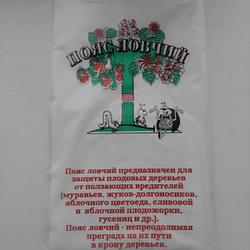 ПОЯС ЛОВЧИЙ
Пояс ловчий предназначен для
защиты плодовых деревьев
от ползающих вредителей
(муравьев, жуков-долгоносиков,
яблочного цветоеда, сливовой
и яблочной плодожорки,
гусениц и др.).
Пояс ловчий - непреодолимая
преграда на их пути
в крону деревьев.